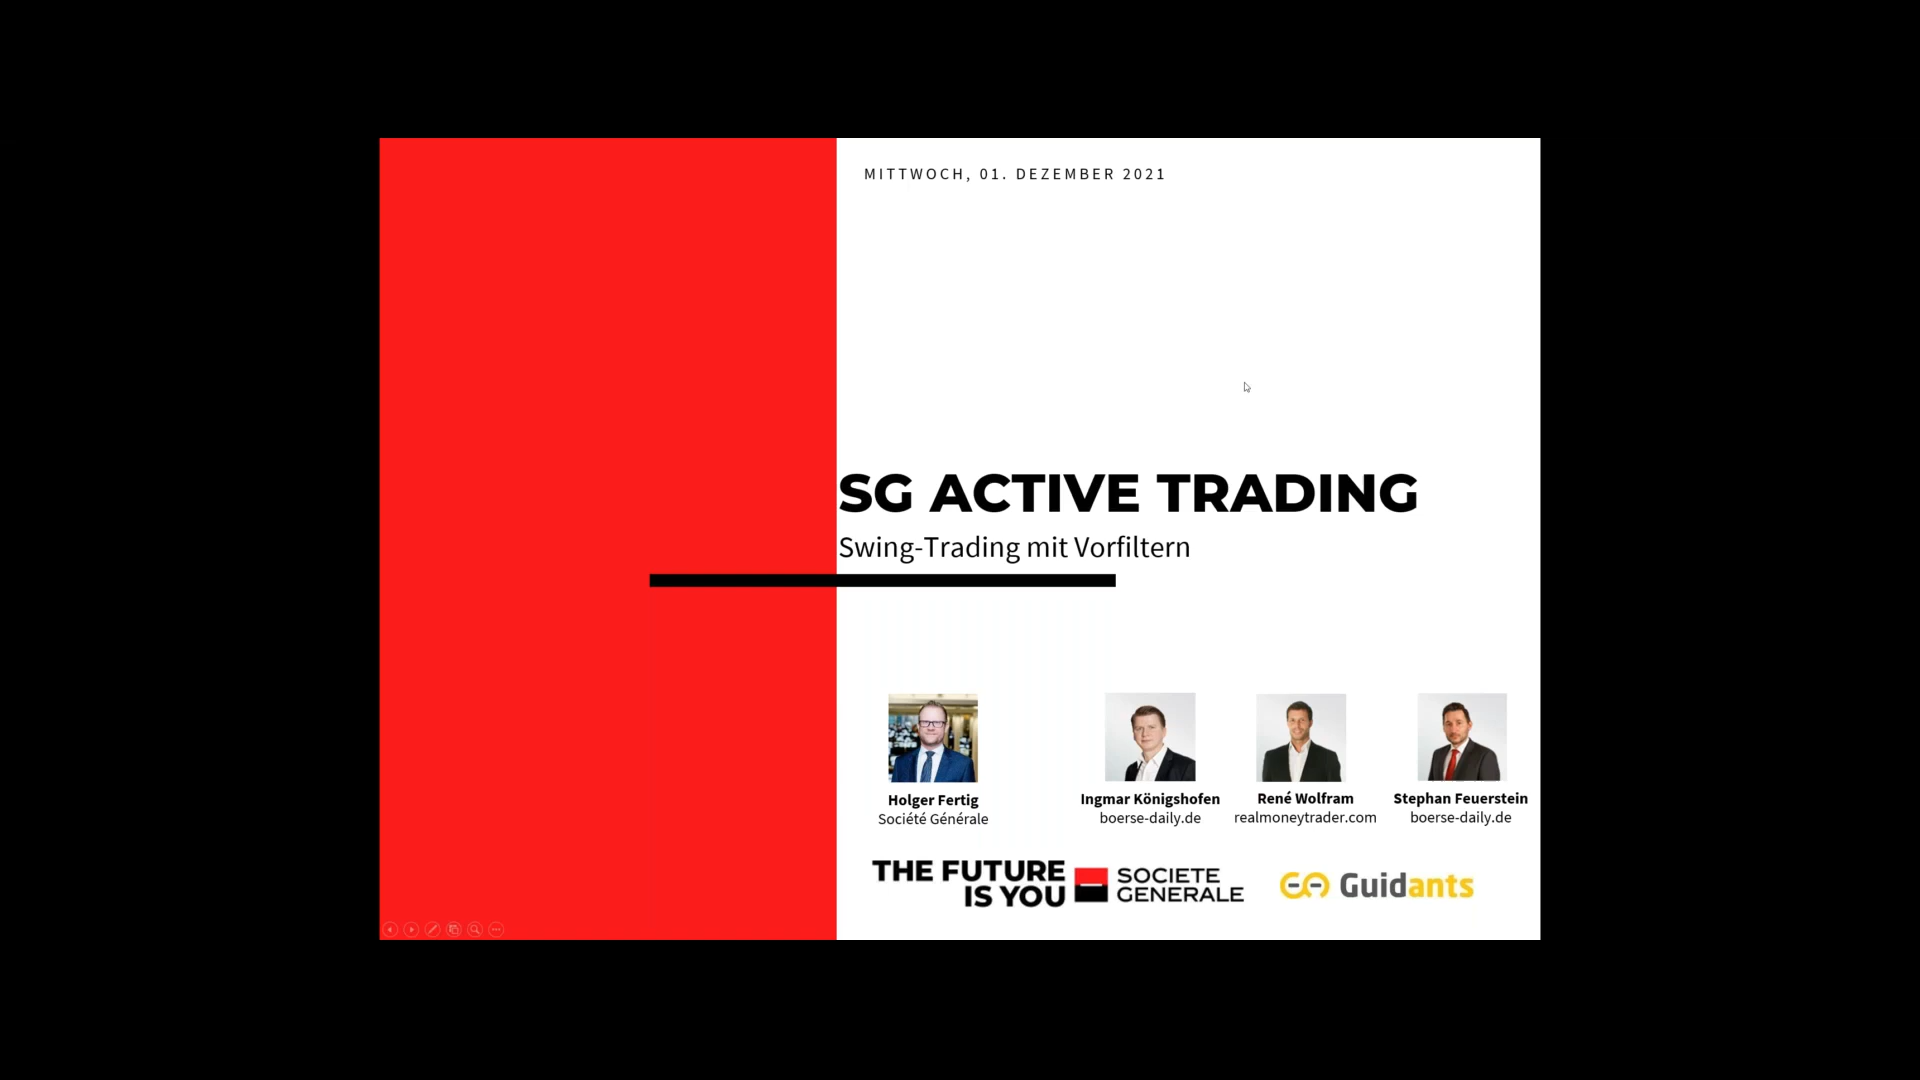 MITTWOCH, 01. DEZEMBER 2021
SG ACTIVE TRADING
Swing-Trading mit Vorfiltern
Holger Fertig
Société Générale
Ingmar Königshofen
boerse-daily.de
René Wolfram
realmoneytrader.com
Stephan Feuerstein
boerse-daily.de
THE FUTURE
IS YOU
SOCIETE
GENERALE
Guidants